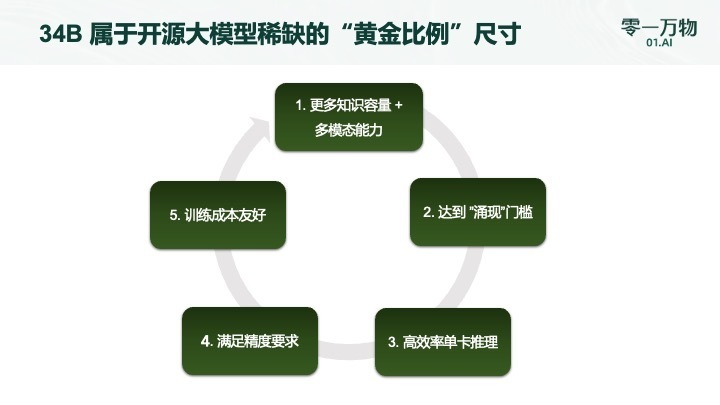 34B 属于开源大模型稀缺的“黄金比例”尺寸
零一万物
01.AI
1. 更多知识容量 +
多模态能力
2. 达到 "涌现"门槛
3. 高效率单卡推理
4. 满足精度要求
5. 训练成本友好